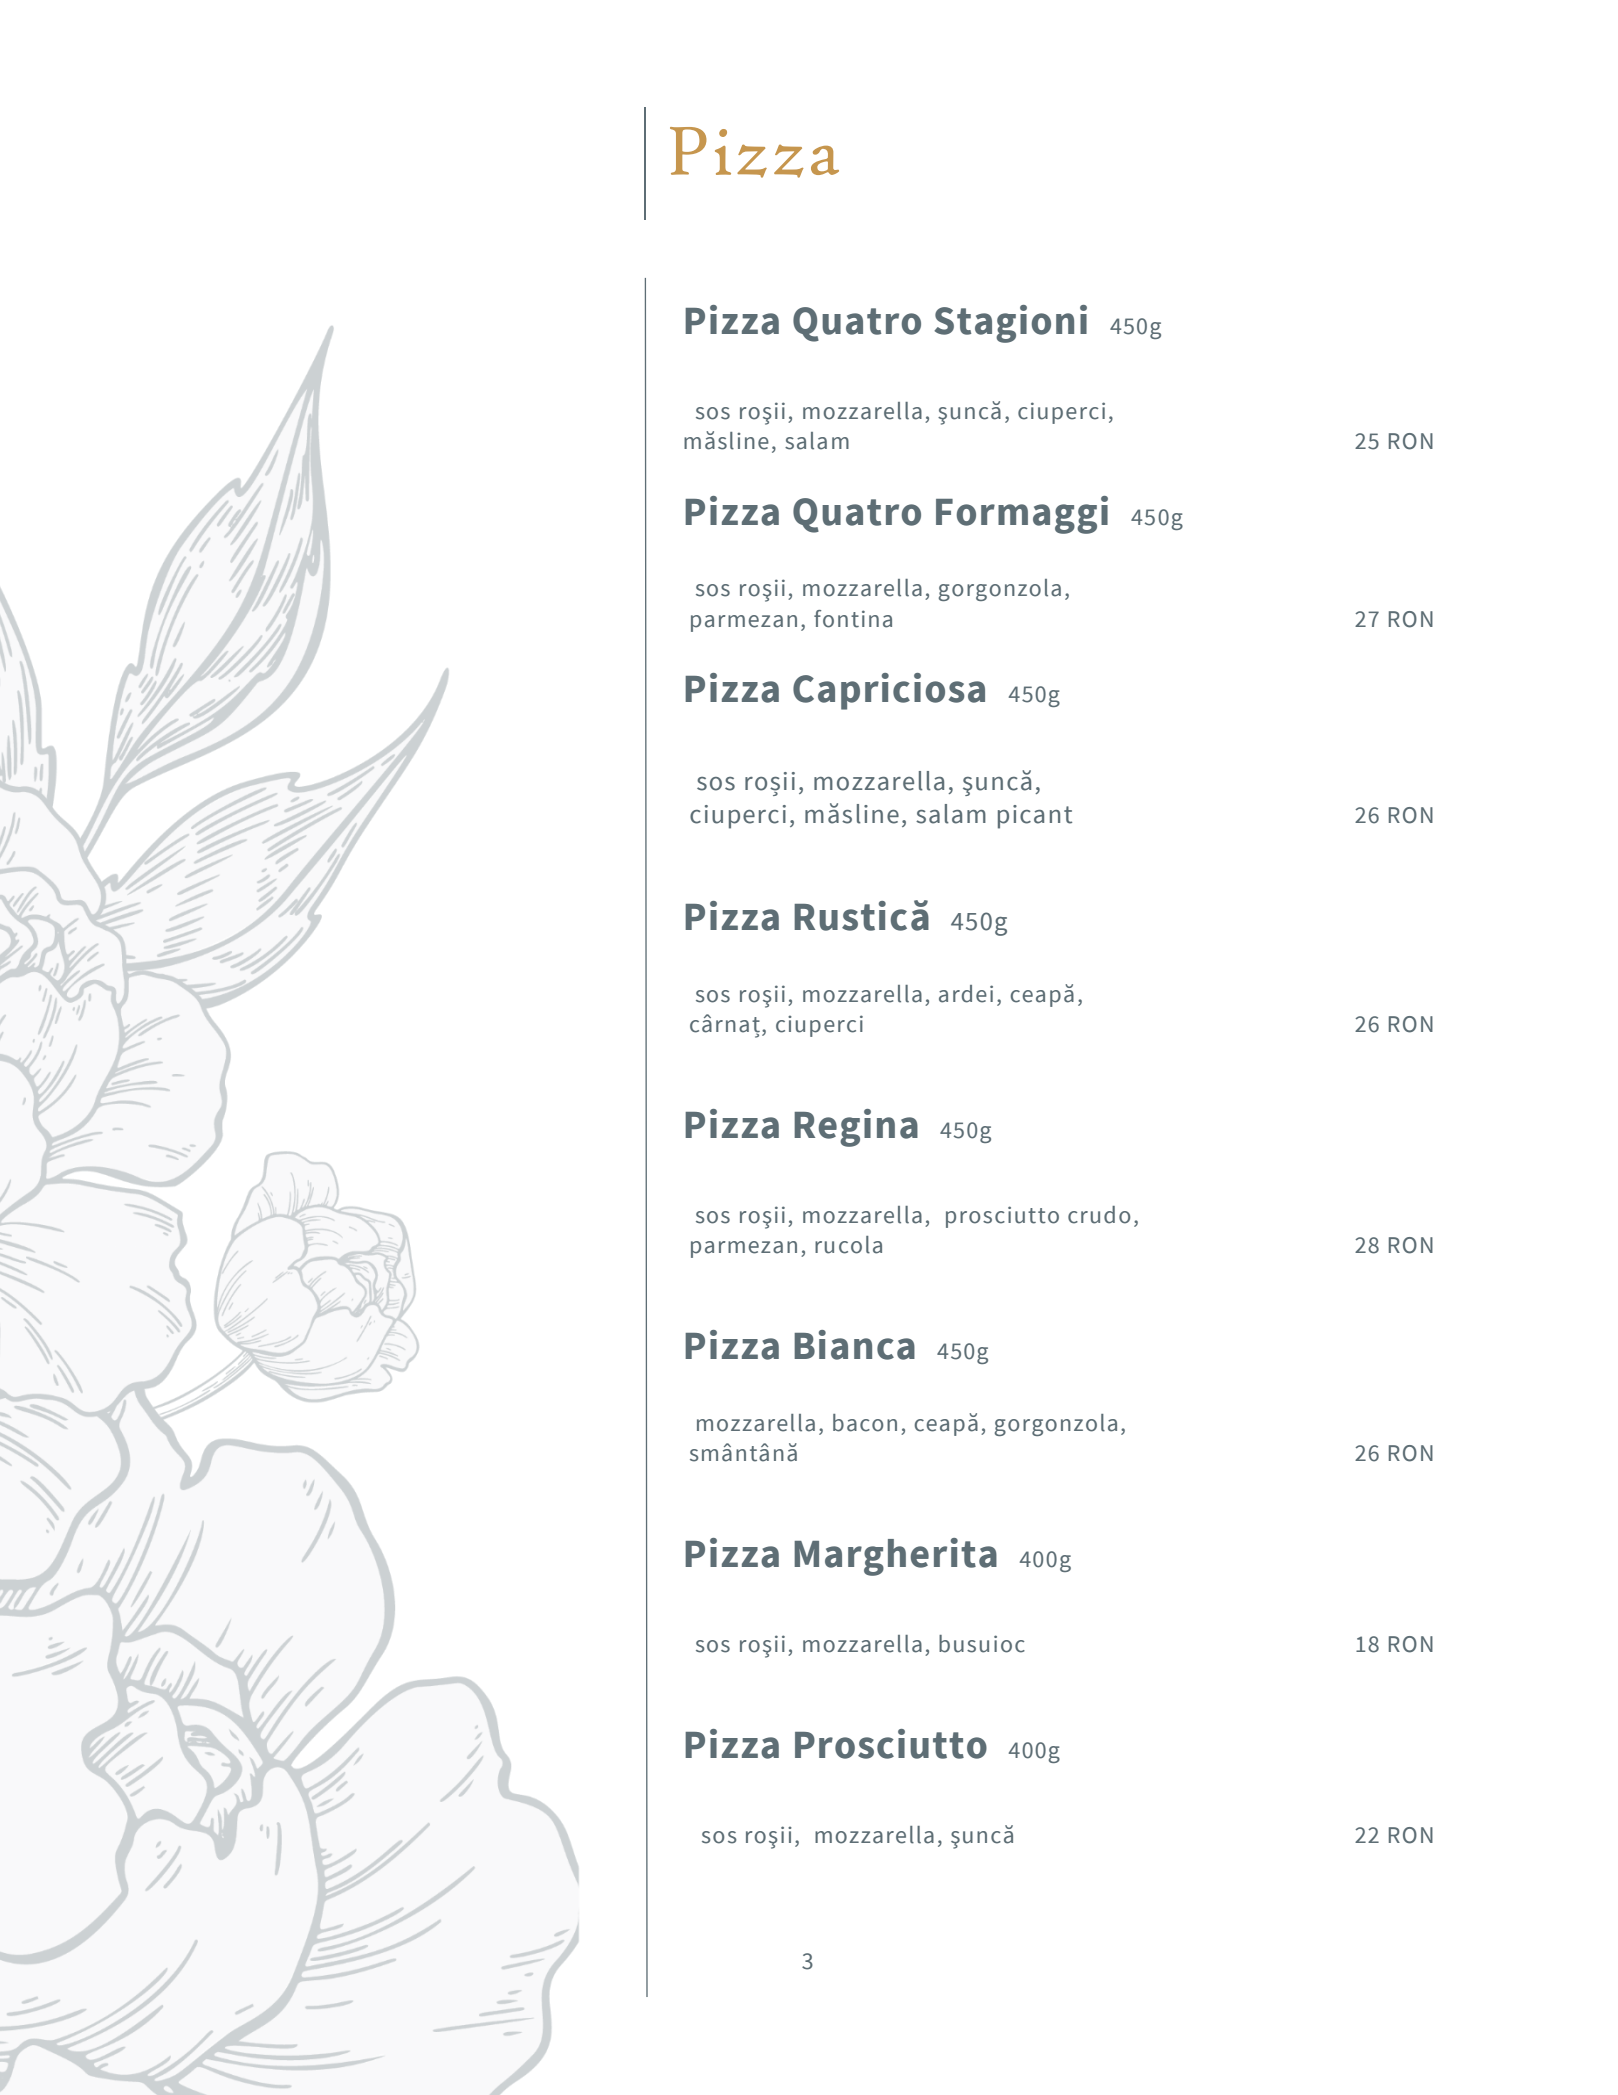 Pizza
Pizza Quatro Stagioni 450g
sos roşii, mozzarella, şuncă, ciuperci,
măsline, salam 25 RON
Pizza Quatro Formaggi 450g
sos roşii, mozzarella, gorgonzola,
parmezan, fontina 27 RON
Pizza Capriciosa 450g
sos roșii, mozzarella, şuncă,
ciuperci, măsline, salam picant 26 RON
Pizza Rustică 450g
sos roşii, mozzarella, ardei, ceapă,
cârnaț, ciuperci 26 RON
Pizza Regina 450g
sos roşii, mozzarella, prosciutto crudo,
parmezan, rucola 28 RON
Pizza Bianca 450g
mozzarella, bacon, ceapă, gorgonzola,
smântână 26 RON
Pizza Margherita 400g
sos roşii, mozzarella, busuioc 18 RON
Pizza Prosciutto 400g
sos roşii, mozzarella, şuncă 22 RON
3